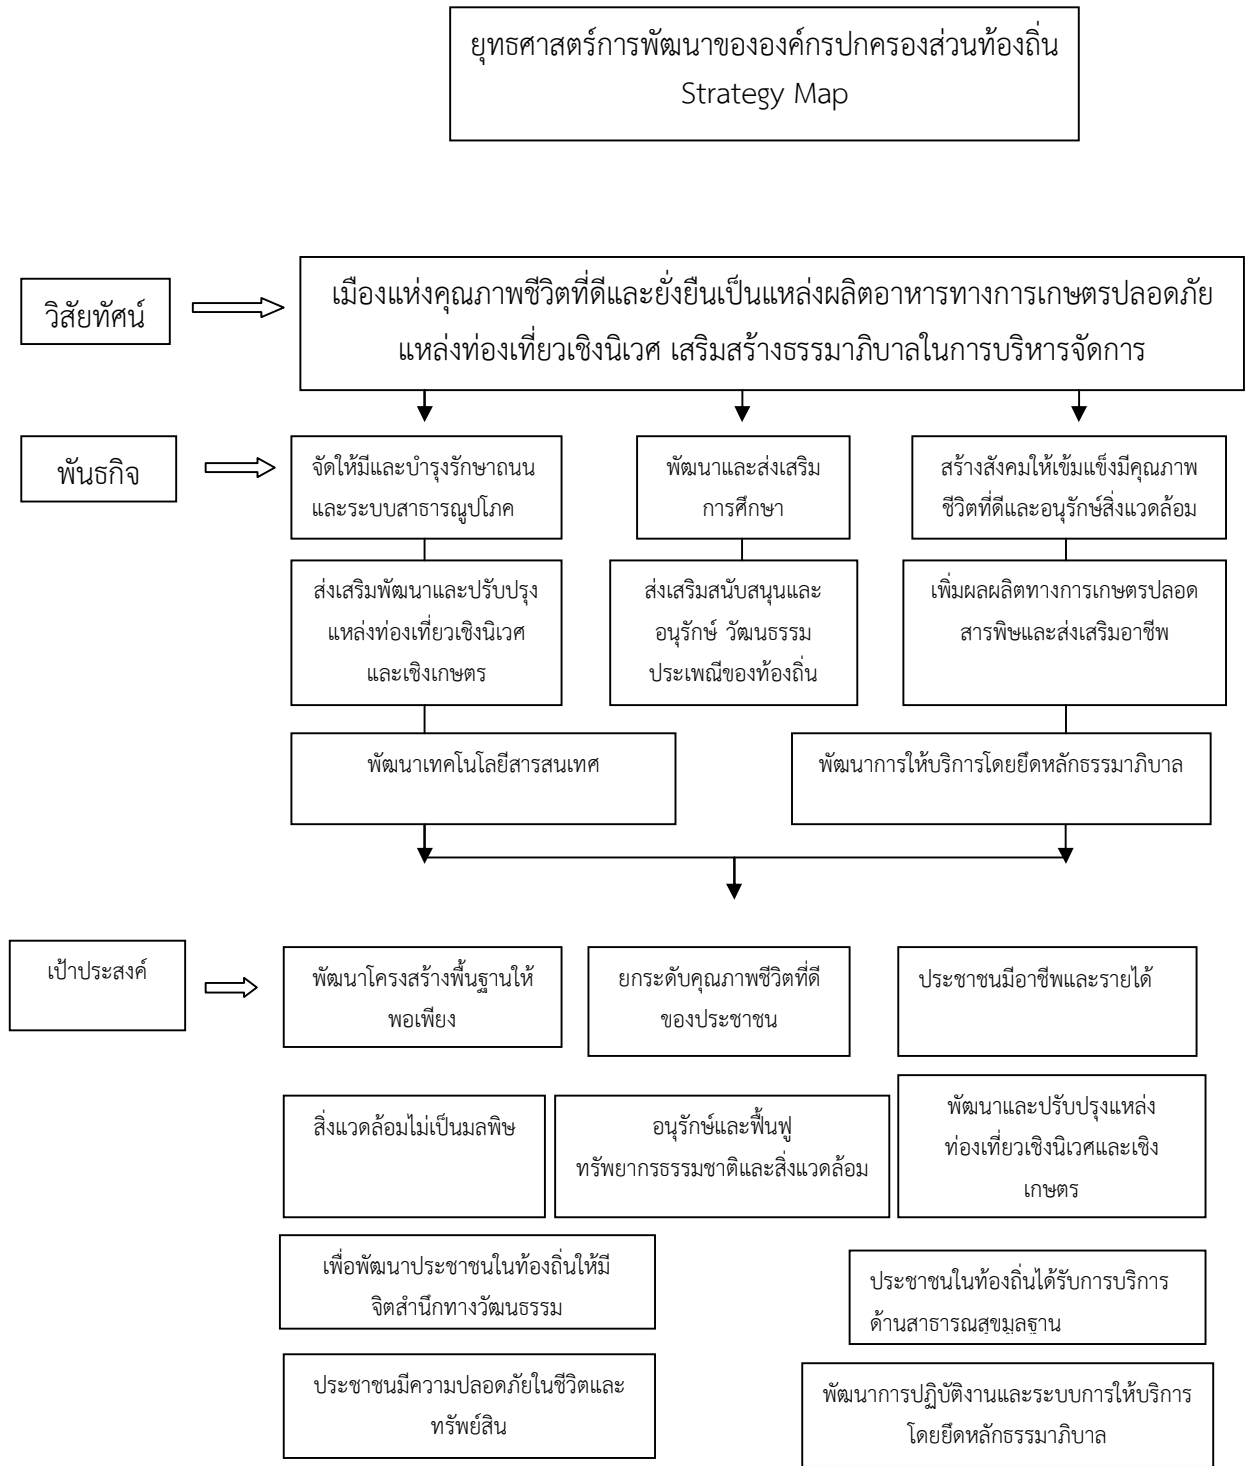 ยุทธศาสตร์การพัฒนาขององค์กรปกครองส่วนท้องถิ่น
Strategy Map
วิสัยทัศน์
เมืองแห่งคุณภาพชีวิตที่ดีและยั่งยืนเป็นแหล่งผลิตอาหารทางการเกษตรปลอดภัย
แหล่งท่องเที่ยวเชิงนิเวศ เสริมสร้างธรรมาภิบาลในการบริหารจัดการ
พันธกิจ
จัดให้มีและบำรุงรักษาถนน
และระบบสาธารณูปโภค
พัฒนาและส่งเสริม
การศึกษา
สร้างสังคมให้เข้มแข็งมีคุณภาพ
ชีวิตที่ดีและอนุรักษ์สิ่งแวดล้อม
ส่งเสริมพัฒนาและปรับปรุง
แหล่งท่องเที่ยวเชิงนิเวศ
และเชิงเกษตร
ส่งเสริมสนับสนุนและ
อนุรักษ์ วัฒนธรรม
ประเพณีของท้องถิ่น
เพิ่มผลผลิตทางการเกษตรปลอด
สารพิษและส่งเสริมอาชีพ
พัฒนาเทคโนโลยีสารสนเทศ
พัฒนาการให้บริการโดยยึดหลักธรรมาภิบาล
เป้าประสงค์
พัฒนาโครงสร้างพื้นฐานให้
พอเพียง
ยกระดับคุณภาพชีวิตที่ดี
ของประชาชน
ประชาชนมีอาชีพและรายได้
สิ่งแวดล้อมไม่เป็นมลพิษ
อนุรักษ์และฟื้นฟู
ทรัพยากรธรรมชาติและสิ่งแวดล้อม
พัฒนาและปรับปรุงแหล่ง
ท่องเที่ยวเชิงนิเวศและเชิง
เกษตร
เพื่อพัฒนาประชาชนในท้องถิ่นให้มี
จิตสำนึกทางวัฒนธรรม
ประชาชนในท้องถิ่นได้รับการบริการ
ด้านสาธารณสุขมูลฐาน
ประชาชนมีความปลอดภัยในชีวิตและ
ทรัพย์สิน
พัฒนาการปฏิบัติงานและระบบการให้บริการ
โดยยึดหลักธรรมาภิบาล